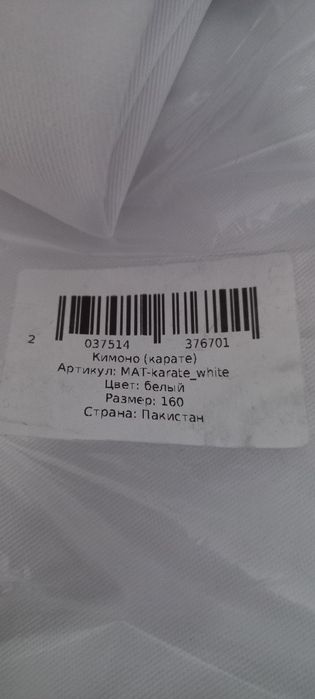 2 037514 376701
Кимоно (карате)
Артикул: MAT-karate_white
Цвет: белый
Размер: 160
Страна: Пакистан